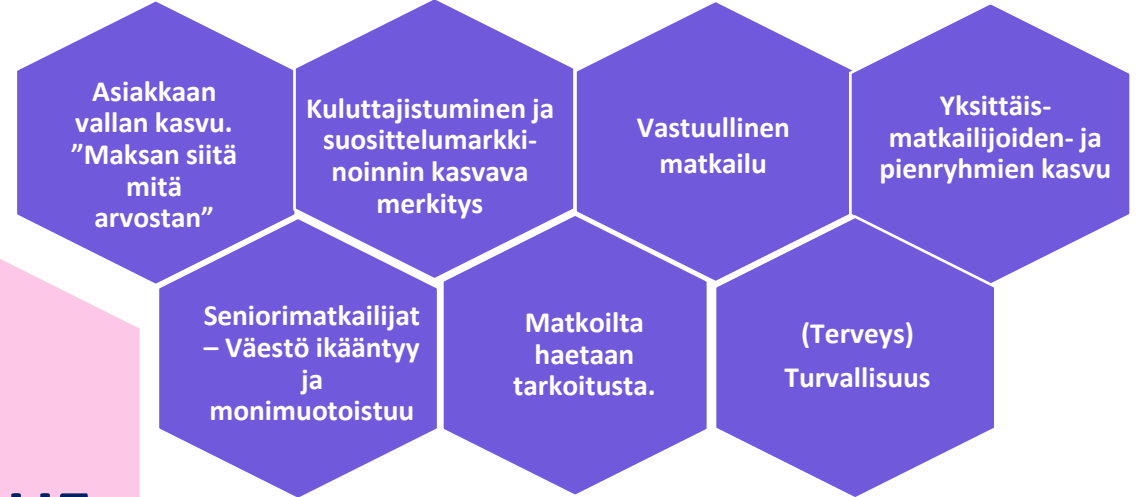 Asiakkaan
vallan kasvu.
”Maksan siitä
mitä
arvostan”
Kuluttajistuminen ja
suosittelumarkki-
noinnin kasvava
merkitys
Vastuullinen
matkailu
Yksittäis-
matkailijoiden- ja
pienryhmien kasvu
Seniorimatkailijat
– Väestö ikääntyy
ja
monimuotoistuu
Matkoilta
haetaan
tarkoitusta.
(Terveys)
Turvallisuus